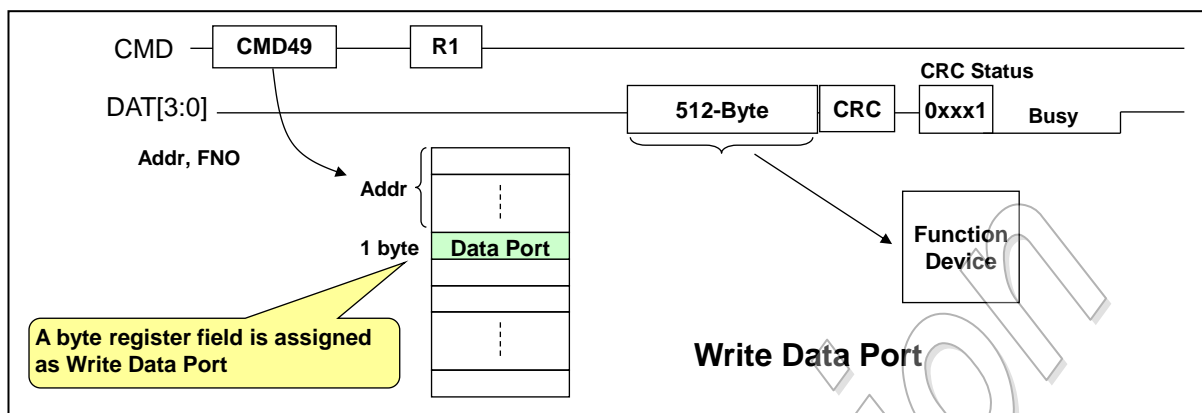 CMD
CMD49
R1
CRC Status
DAT[3:0]
512-Byte
CRC
0xxx1
Busy
Addr, FNO
Addr
1 byte
Data Port
Function
Device
A byte register field is assigned
as Write Data Port
Write Data Port
ion